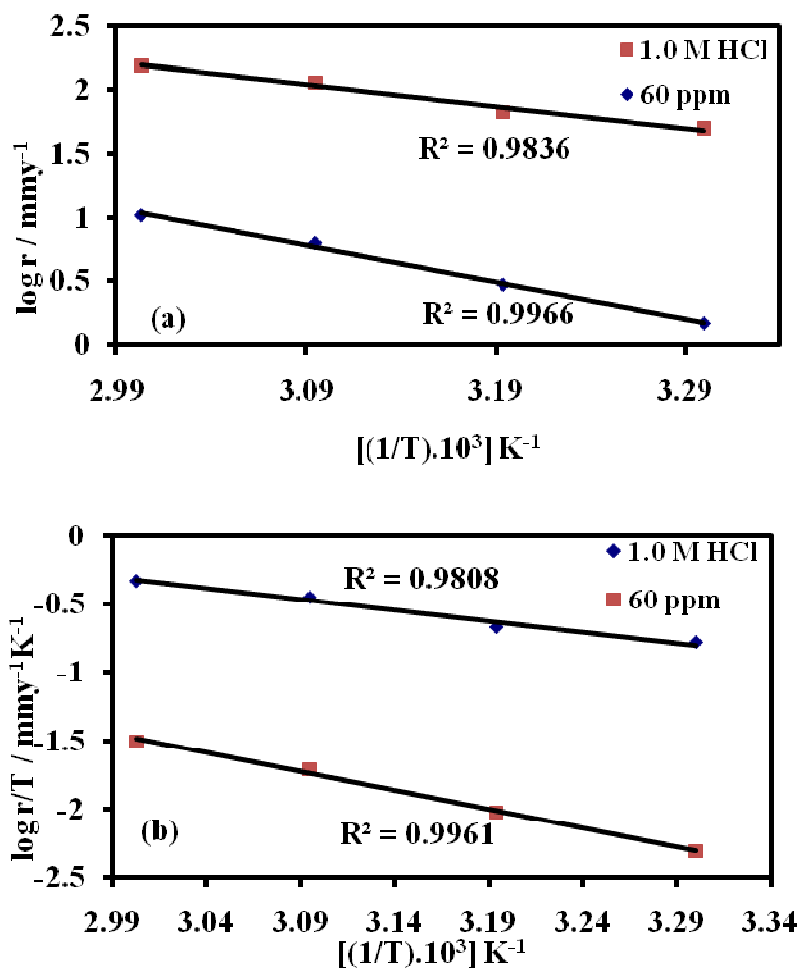 2.5
1.0 M HCl
2
60 ppm
1.5
R² = 0.9836
1
0.5
R² = 0.9966
(a)
0
2.99 3.09 3.19 3.29
log r / mmy⁻¹
[(1/T).10³] K⁻¹
0
1.0 M HCl
R² = 0.9808
-0.5
60 ppm
-1
-1.5
-2
(b)
R² = 0.9961
-2.5
2.99 3.04 3.09 3.14 3.19 3.24 3.29 3.34
log r/T / mmy⁻¹K⁻¹
[(1/T).10³] K⁻¹